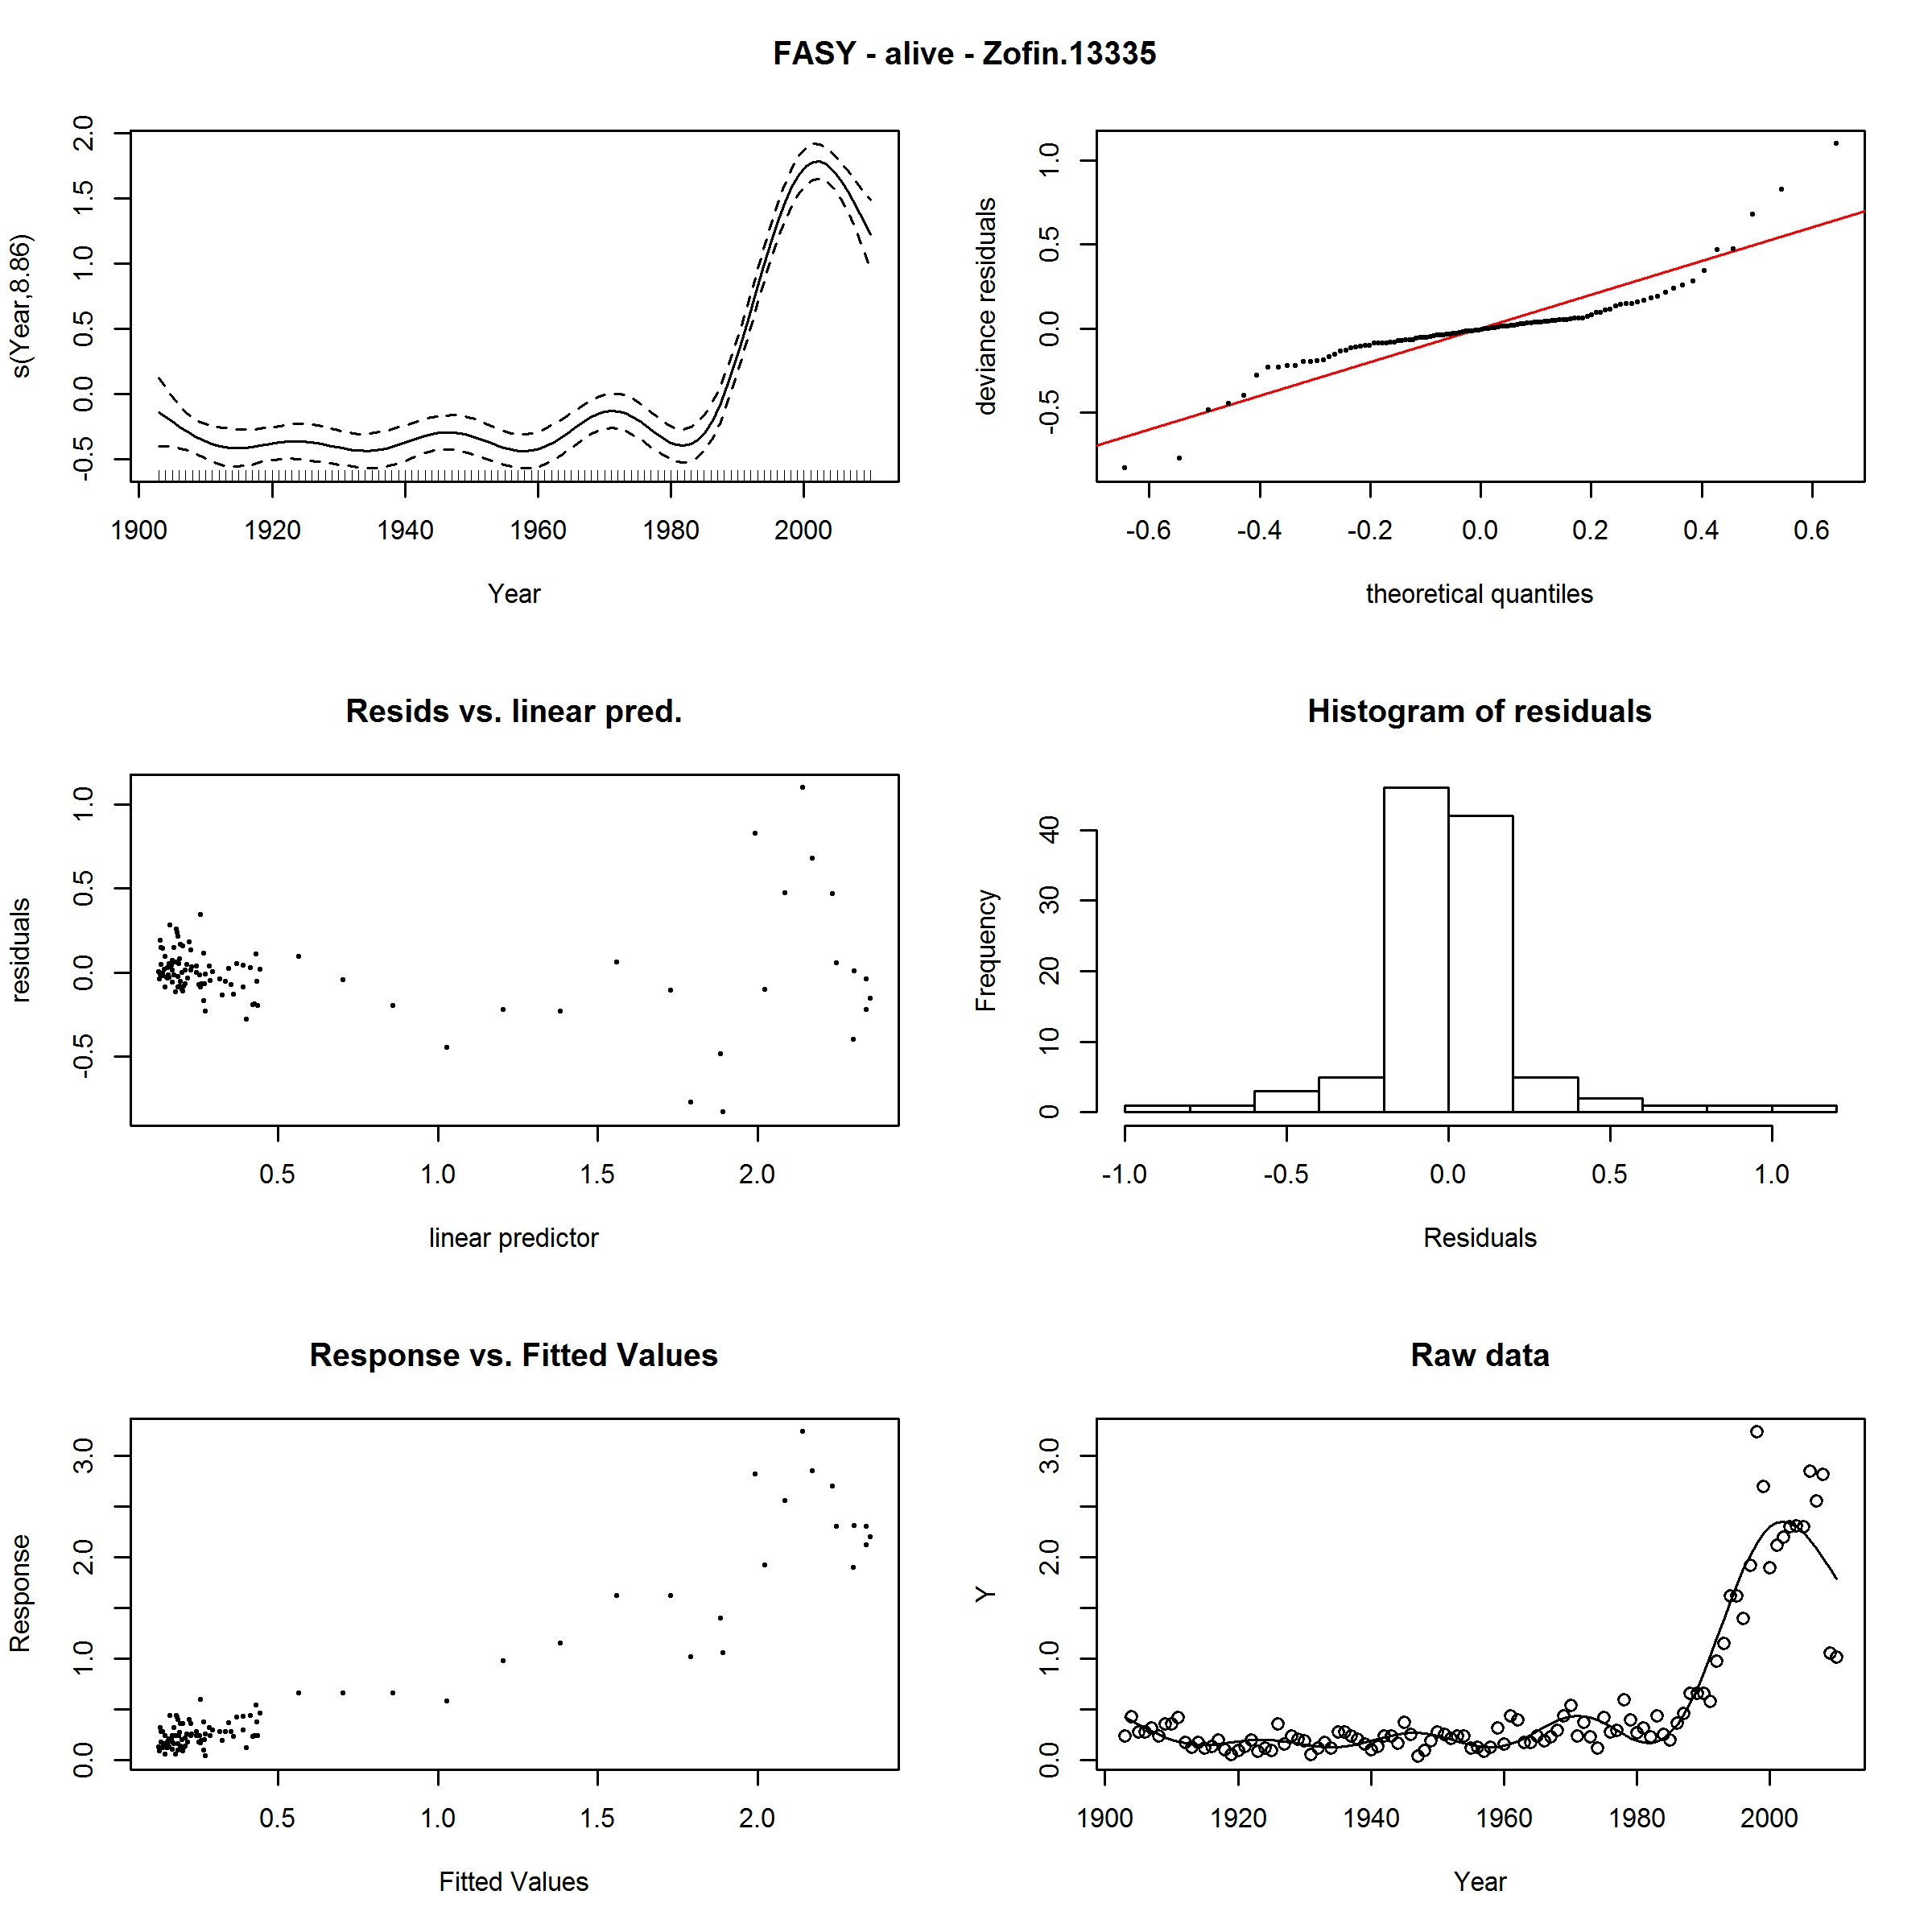 FASY - alive - Zofin.13335
s(Year,8.86)
-0.5 0.0 0.5 1.0 1.5 2.0
1900 1920 1940 1960 1980 2000
Year
deviance residuals
-0.5 0.0 0.5 1.0
-0.6 -0.4 -0.2 0.0 0.2 0.4 0.6
theoretical quantiles
Resids vs. linear pred.
residuals
-0.5 0.0 0.5 1.0
0.5 1.0 1.5 2.0
linear predictor
Histogram of residuals
Frequency
0 10 20 30 40
-1.0 -0.5 0.0 0.5 1.0
Residuals
Response vs. Fitted Values
Response
0.0 1.0 2.0 3.0
0.5 1.0 1.5 2.0
Fitted Values
Raw data
Y
0.0 1.0 2.0 3.0
1900 1920 1940 1960 1980 2000
Year